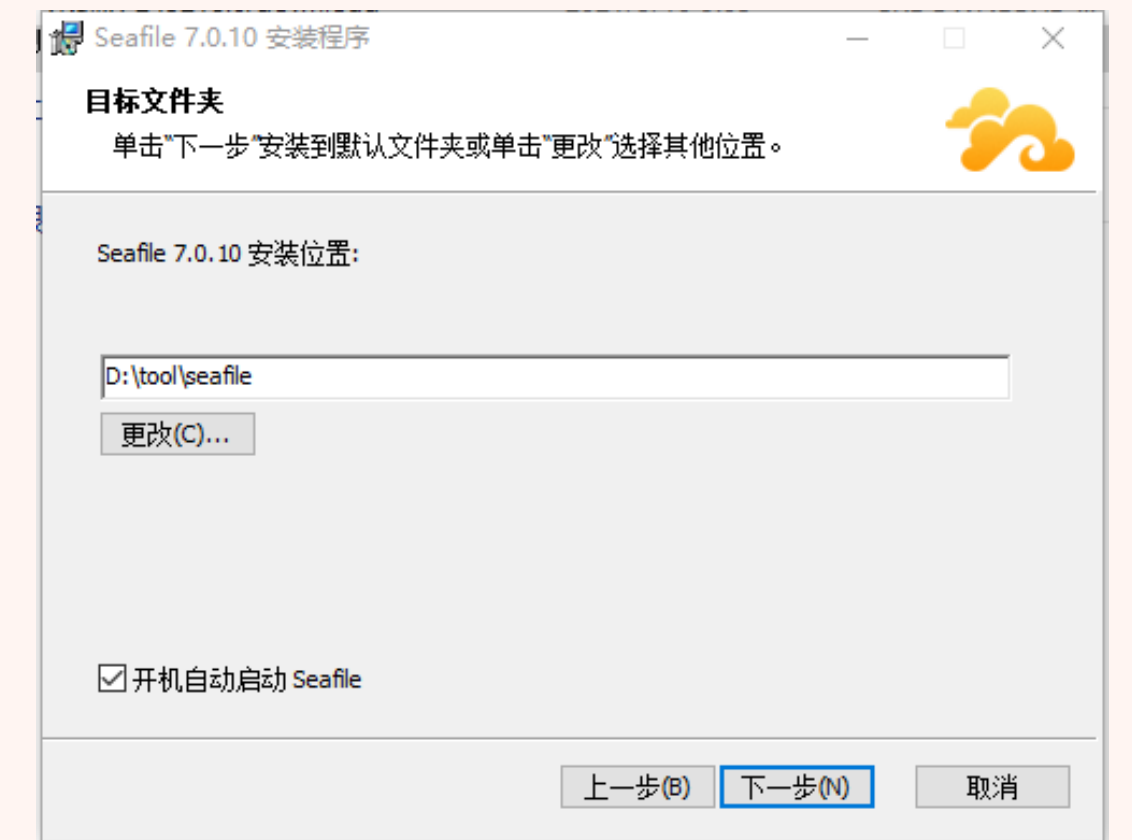 Seafile 7.0.10 安装程序
目标文件夹
单击"下一步"安装到默认文件夹或单击"更改"选择其他位置。
Seafile 7.0.10 安装位置:
D:\tool\seafile
更改(C)...
开机自动启动 Seafile
上一步(B) 下一步(N) 取消